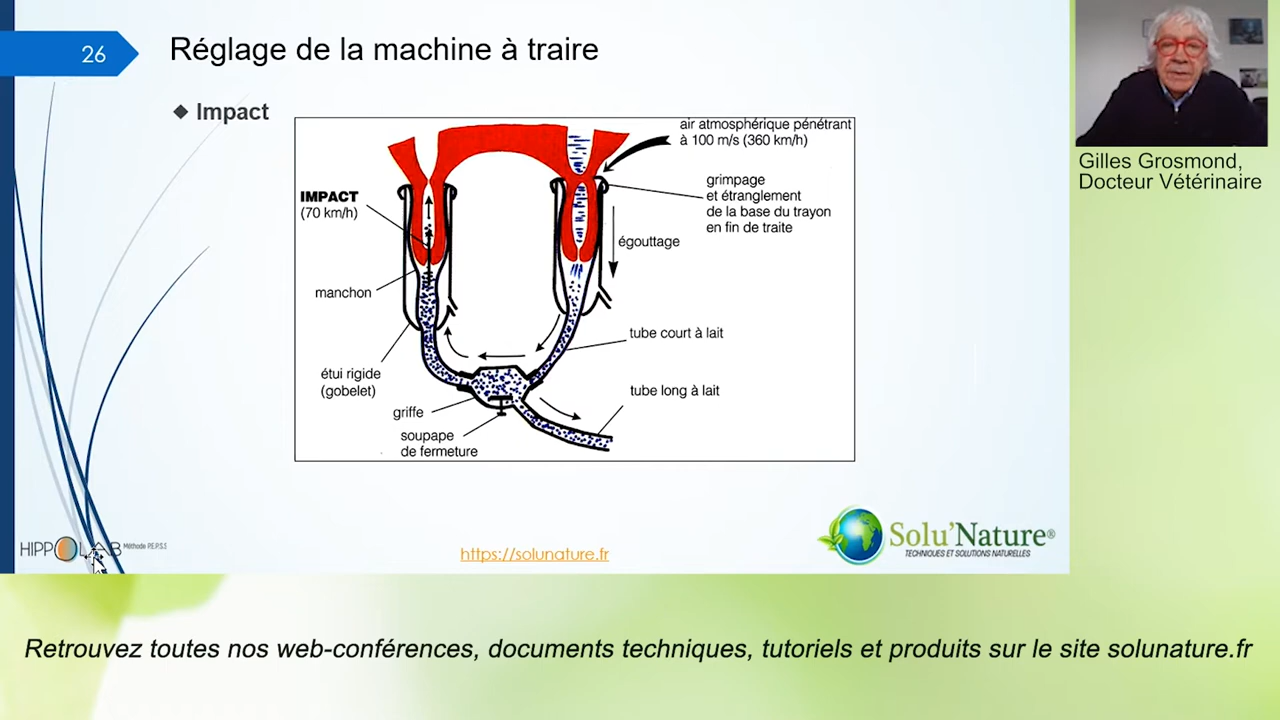 26
Réglage de la machine à traire
Impact
air atmosphérique pénétrant
à 100 m/s (360 km/h)
IMPACT
(70 km/h)
grimpage
et étranglement
de la base du trayon
en fin de traite
égouttage
manchon
tube court à lait
étui rigide
(gobelet)
tube long à lait
griffe
soupape
de fermeture
Gilles Grosmond,
Docteur Vétérinaire
HIPPOLAB Méthode P.E.P.S.S
https://solunature.fr
Solu'Nature®
TECHNIQUES ET SOLUTIONS NATURELLES
Retrouvez toutes nos web-conférences, documents techniques, tutoriels et produits sur le site solunature.fr